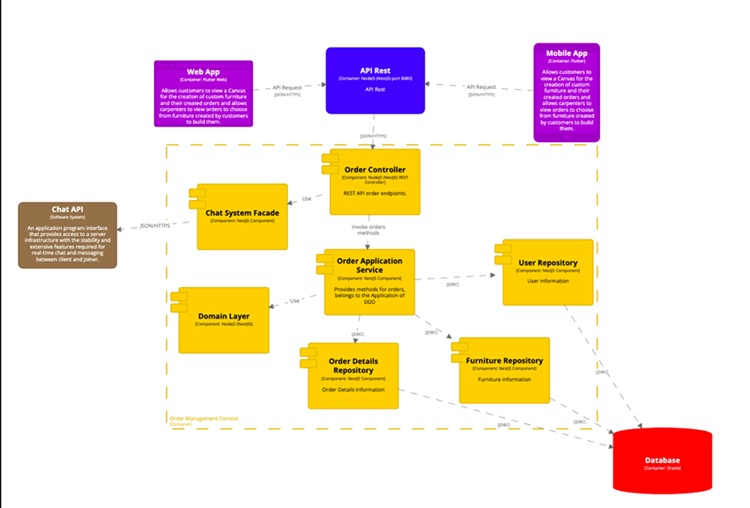 Web App
[Container: Flutter Web]
Allows customers to view a Canvas
for the creation of custom furniture
and their created orders and allows
carpenters to view orders to choose
from furniture created by customers
to build them.
API Request
[JSON/HTTPS]
API Rest
[Container: NodeJS (NestJS) port 8080]
API Rest
API Request
[JSON/HTTPS]
Mobile App
[Container: Flutter]
Allows customers to
view a Canvas for the
creation of custom
furniture and their
created orders and
allows carpenters to
view orders to choose
from furniture created
by customers to build
them.
[JSON/HTTPS]
Order Controller
[Component: NodeJS (NestJS) REST
Controller]
REST API order endpoints.
Use
Chat System Facade
[Component: NestJS Component]
JSON/HTTPS
Chat API
[Software System]
An application program interface
that provides access to a server
infrastructure with the stability and
extensive features required for
real-time chat and messaging
between client and joiner.
Invoke orders
methods
Order Application
Service
[Component: NestJS Component]
Provides methods for orders,
belongs to the Application of
DDD
[JDBC]
User Repository
[Component: NestJS Component]
User information
Use
Domain Layer
[Component: NodeJS (NestJS)]
[JDBC]
[JDBC]
Order Details
Repository
[Component: NestJS Component]
Order Details information
Furniture Repository
[Component: NestJS Component]
Furniture information
[JDBC]
[JDBC]
[JDBC]
Order Management Context
[Container]
Database
[Container: Oracle]